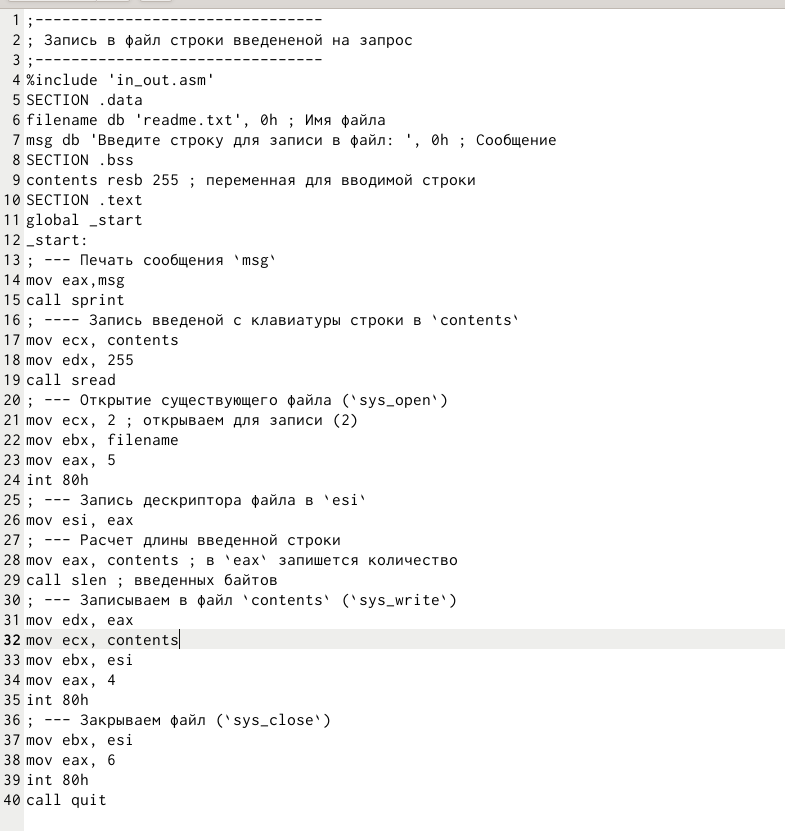 1 ;--------------------------------
2 ; Запись в файл строки введененой на запрос
3 ;--------------------------------
4 %include 'in_out.asm'
5 SECTION .data
6 filename db 'readme.txt', 0h ; Имя файла
7 msg db 'Введите строку для записи в файл: ', 0h ; Сообщение
8 SECTION .bss
9 contents resb 255 ; переменная для вводимой строки
10 SECTION .text
11 global _start
12 _start:
13 ; --- Печать сообщения `msg`
14 mov eax,msg
15 call sprint
16 ; ---- Запись введеной с клавиатуры строки в `contents`
17 mov ecx, contents
18 mov edx, 255
19 call sread
20 ; --- Открытие существующего файла (`sys_open`)
21 mov ecx, 2 ; открываем для записи (2)
22 mov ebx, filename
23 mov eax, 5
24 int 80h
25 ; --- Запись дескриптора файла в `esi`
26 mov esi, eax
27 ; --- Расчет длины введенной строки
28 mov eax, contents ; в `eax` запишется количество
29 call slen ; введенных байтов
30 ; --- Записываем в файл `contents` (`sys_write`)
31 mov edx, eax
32 mov ecx, contents
33 mov ebx, esi
34 mov eax, 4
35 int 80h
36 ; --- Закрываем файл (`sys_close`)
37 mov ebx, esi
38 mov eax, 6
39 int 80h
40 call quit